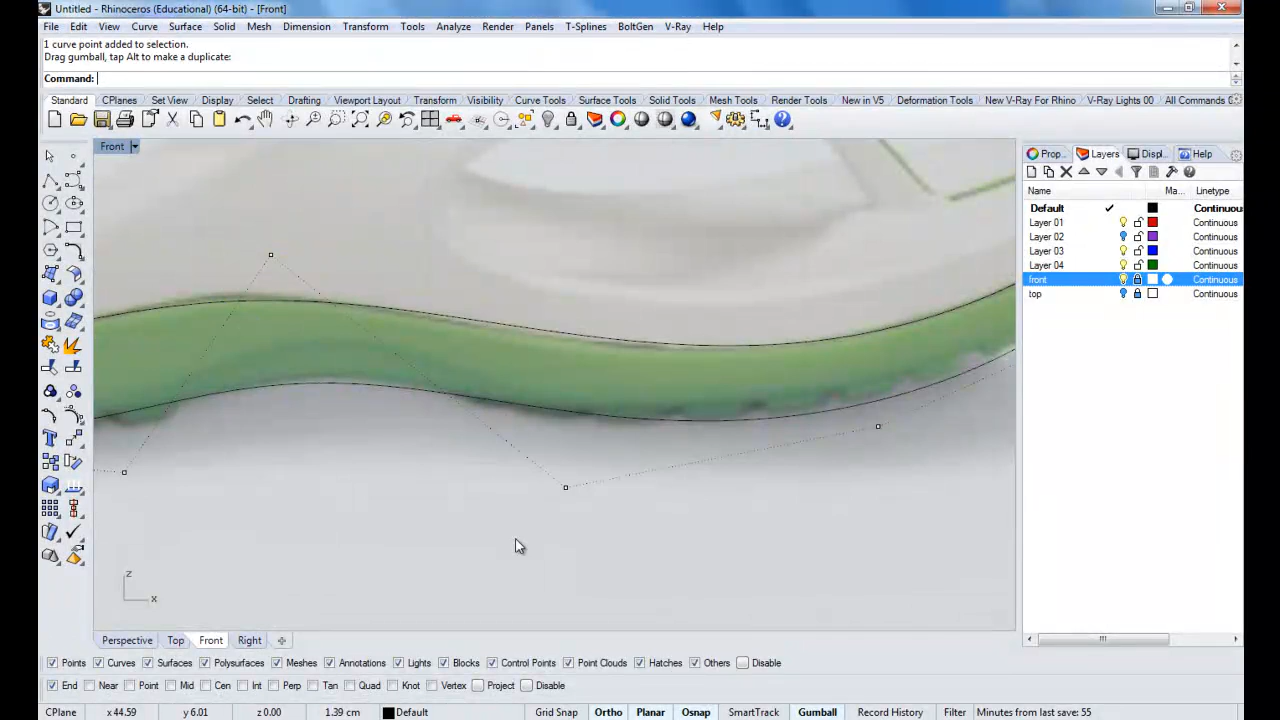 Untitled - Rhinoceros (Educational) (64-bit) - [Front]
File Edit View Curve Surface Solid Mesh Dimension Transform Tools Analyze Render Panels T-Splines BoltGen V-Ray Help
1 curve point added to selection.
Drag gumball, tap Alt to make a duplicate:
Command:
Standard CPlanes Set View Display Select Drafting Viewport Layout Transform Visibility Curve Tools Surface Tools Solid Tools Mesh Tools Render Tools New in V5 Deformation Tools New V-Ray For Rhino V-Ray Lights 00 All Commands
Front
Prop... Layers Displ... Help
Name Ma... Linetype
Default Continuous
Layer 01 Continuous
Layer 02 Continuous
Layer 03 Continuous
Layer 04 Continuous
front Continuous
top Continuous
z
x
Perspective Top Front Right
Points Curves Surfaces Polysurfaces Meshes Annotations Lights Blocks Control Points Point Clouds Hatches Others Disable
End Near Point Mid Cen Int Perp Tan Quad Knot Vertex Project Disable
CPlane x 44.59 y 6.01 z 0.00 1.39 cm Default Grid Snap Ortho Planar Osnap SmartTrack Gumball Record History Filter Minutes from last save: 55